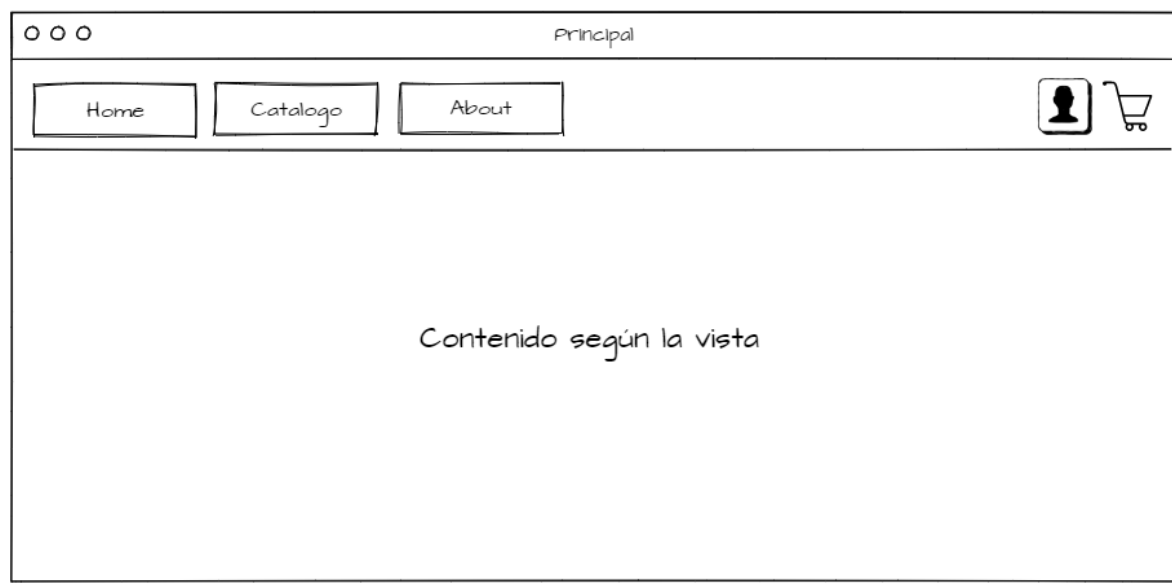 Principal
Home
Catalogo
About
Contenido según la vista